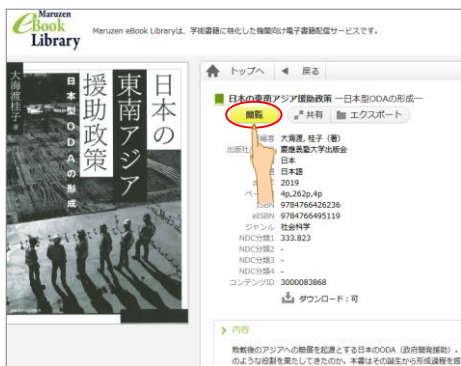 Maruzen
eBook
Library
Maruzen eBook Libraryは、学術書籍に特化した機関向け電子書籍配信サービスです。
トップへ ◀ 戻る
日本の東南アジア援助政策 ―日本型ODAの形成―
閲覧 共有 エクスポート
大海渡, 桂子（著）
出版社 慶應義塾大学出版会
日本
日本語
2019
4p,262p,4p
ISBN 9784766426236
eISBN 9784766495119
ジャンル 社会科学
NDC分類1 333.823
NDC分類2 -
NDC分類3 -
NDC分類4 -
コンテンツID 3000083868
ダウンロード：可
内容
敗戦後のアジアへの賠償を起源とする日本のODA（政府開発援助）。
のような役割を果たしてきたのか。本書はその誕生から形成過程を
日本の
東南アジア
援助政策
日本型ODAの形成
大海渡桂子 著